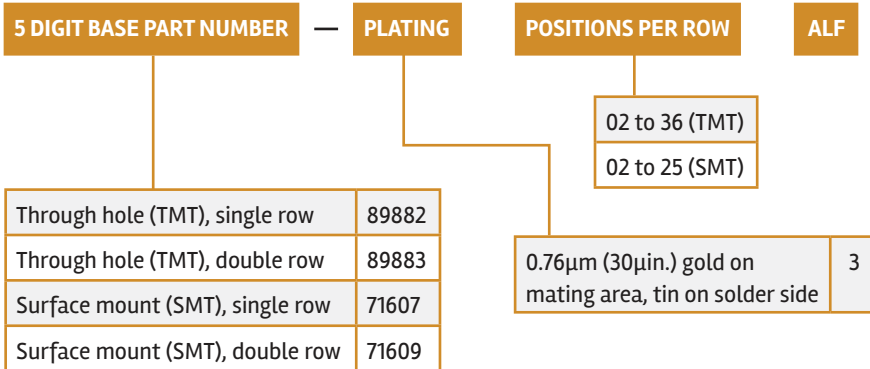 5 DIGIT BASE PART NUMBER — PLATING POSITIONS PER ROW ALF
02 to 36 (TMT)
02 to 25 (SMT)
Through hole (TMT), single row 89882
Through hole (TMT), double row 89883
Surface mount (SMT), single row 71607
Surface mount (SMT), double row 71609
0.76µm (30µin.) gold on 3
mating area, tin on solder side